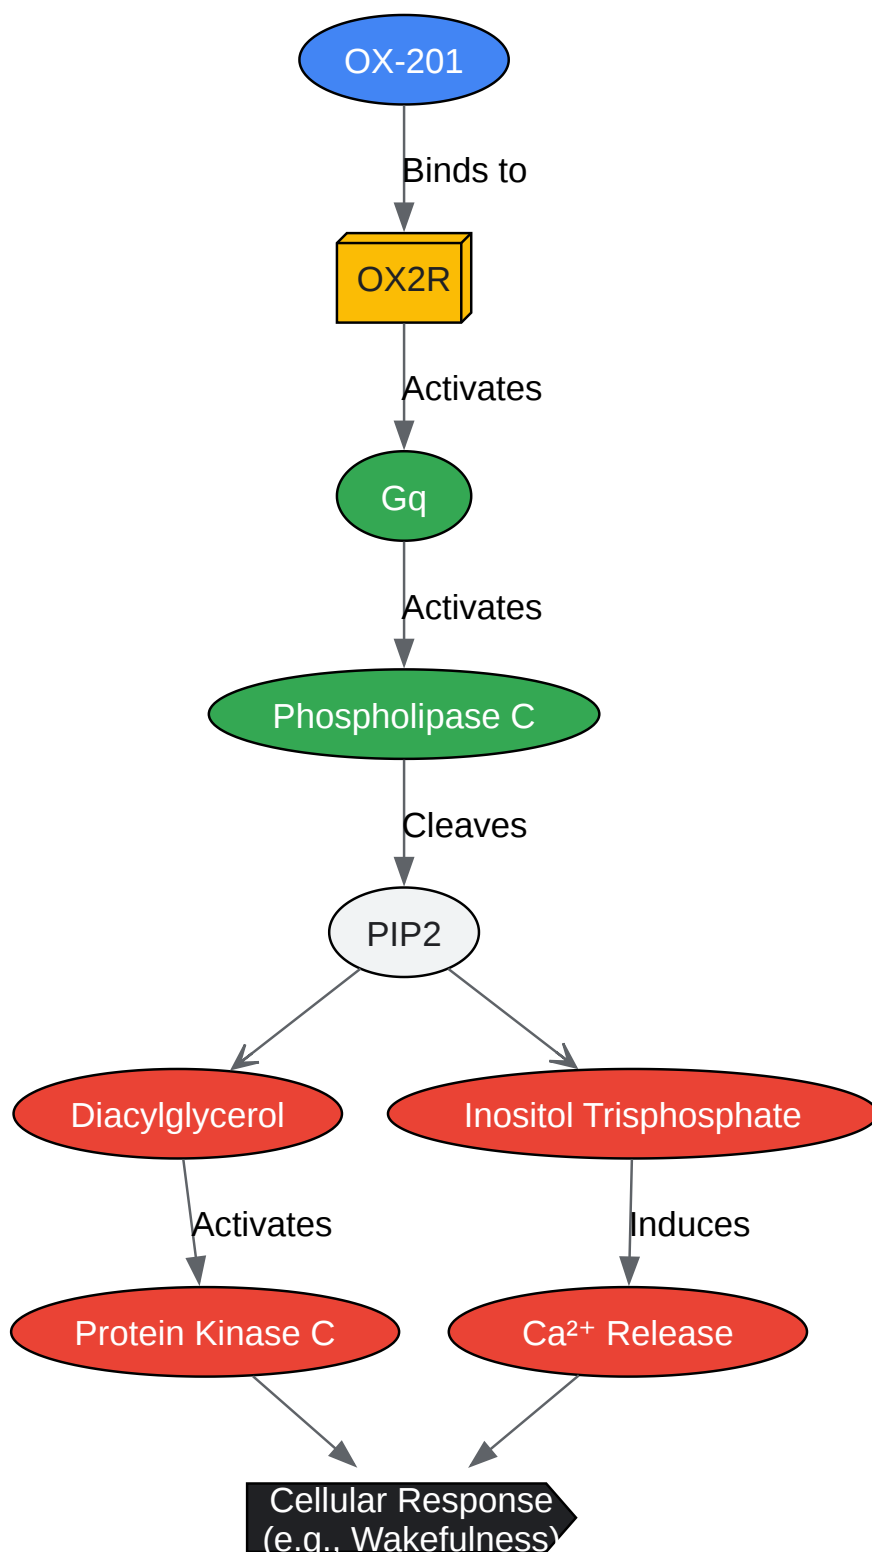 OX-201
Binds to
OX2R
Activates
Gq
Activates
Phospholipase C
Cleaves
PIP2
Diacylglycerol
Inositol Trisphosphate
Activates
Induces
Protein Kinase C
Ca²⁺ Release
Cellular Response
(e.g., Wakefulness)